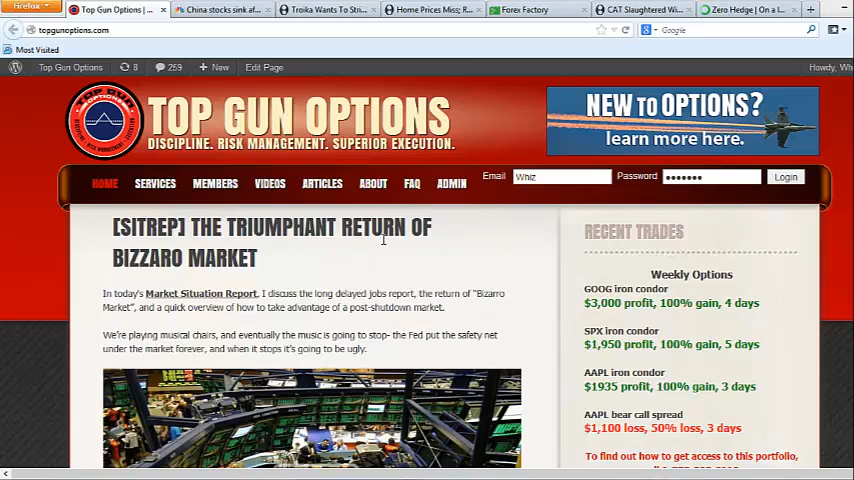 Firefox
Top Gun Options | ...
China stocks sink af...
Troika Wants To Stri...
Home Prices Miss; R...
Forex Factory
CAT Slaughtered Wi...
Zero Hedge | On a l...
topgunoptions.com
Google
Most Visited
Top Gun Options 8 259 + New Edit Page Howdy, Wh
TOP GUN OPTIONS
TOP GUN OPTIONS
DISCIPLINE. RISK MANAGEMENT. SUPERIOR EXECUTION.
NEW TO OPTIONS?
learn more here.
HOME SERVICES MEMBERS VIDEOS ARTICLES ABOUT FAQ ADMIN Email Whiz Password Login
[SITREP] THE TRIUMPHANT RETURN OF
BIZZARO MARKET
In today's Market Situation Report, I discuss the long delayed jobs report, the return of "Bizarro
Market", and a quick overview of how to take advantage of a post-shutdown market.
We're playing musical chairs, and eventually the music is going to stop- the Fed put the safety net
under the market forever, and when it stops it's going to be ugly.
RECENT TRADES
Weekly Options
GOOG iron condor
$3,000 profit, 100% gain, 4 days
SPX iron condor
$1,950 profit, 100% gain, 5 days
AAPL iron condor
$1935 profit, 100% gain, 3 days
AAPL bear call spread
$1,100 loss, 50% loss, 3 days
To find out how to get access to this portfolio,